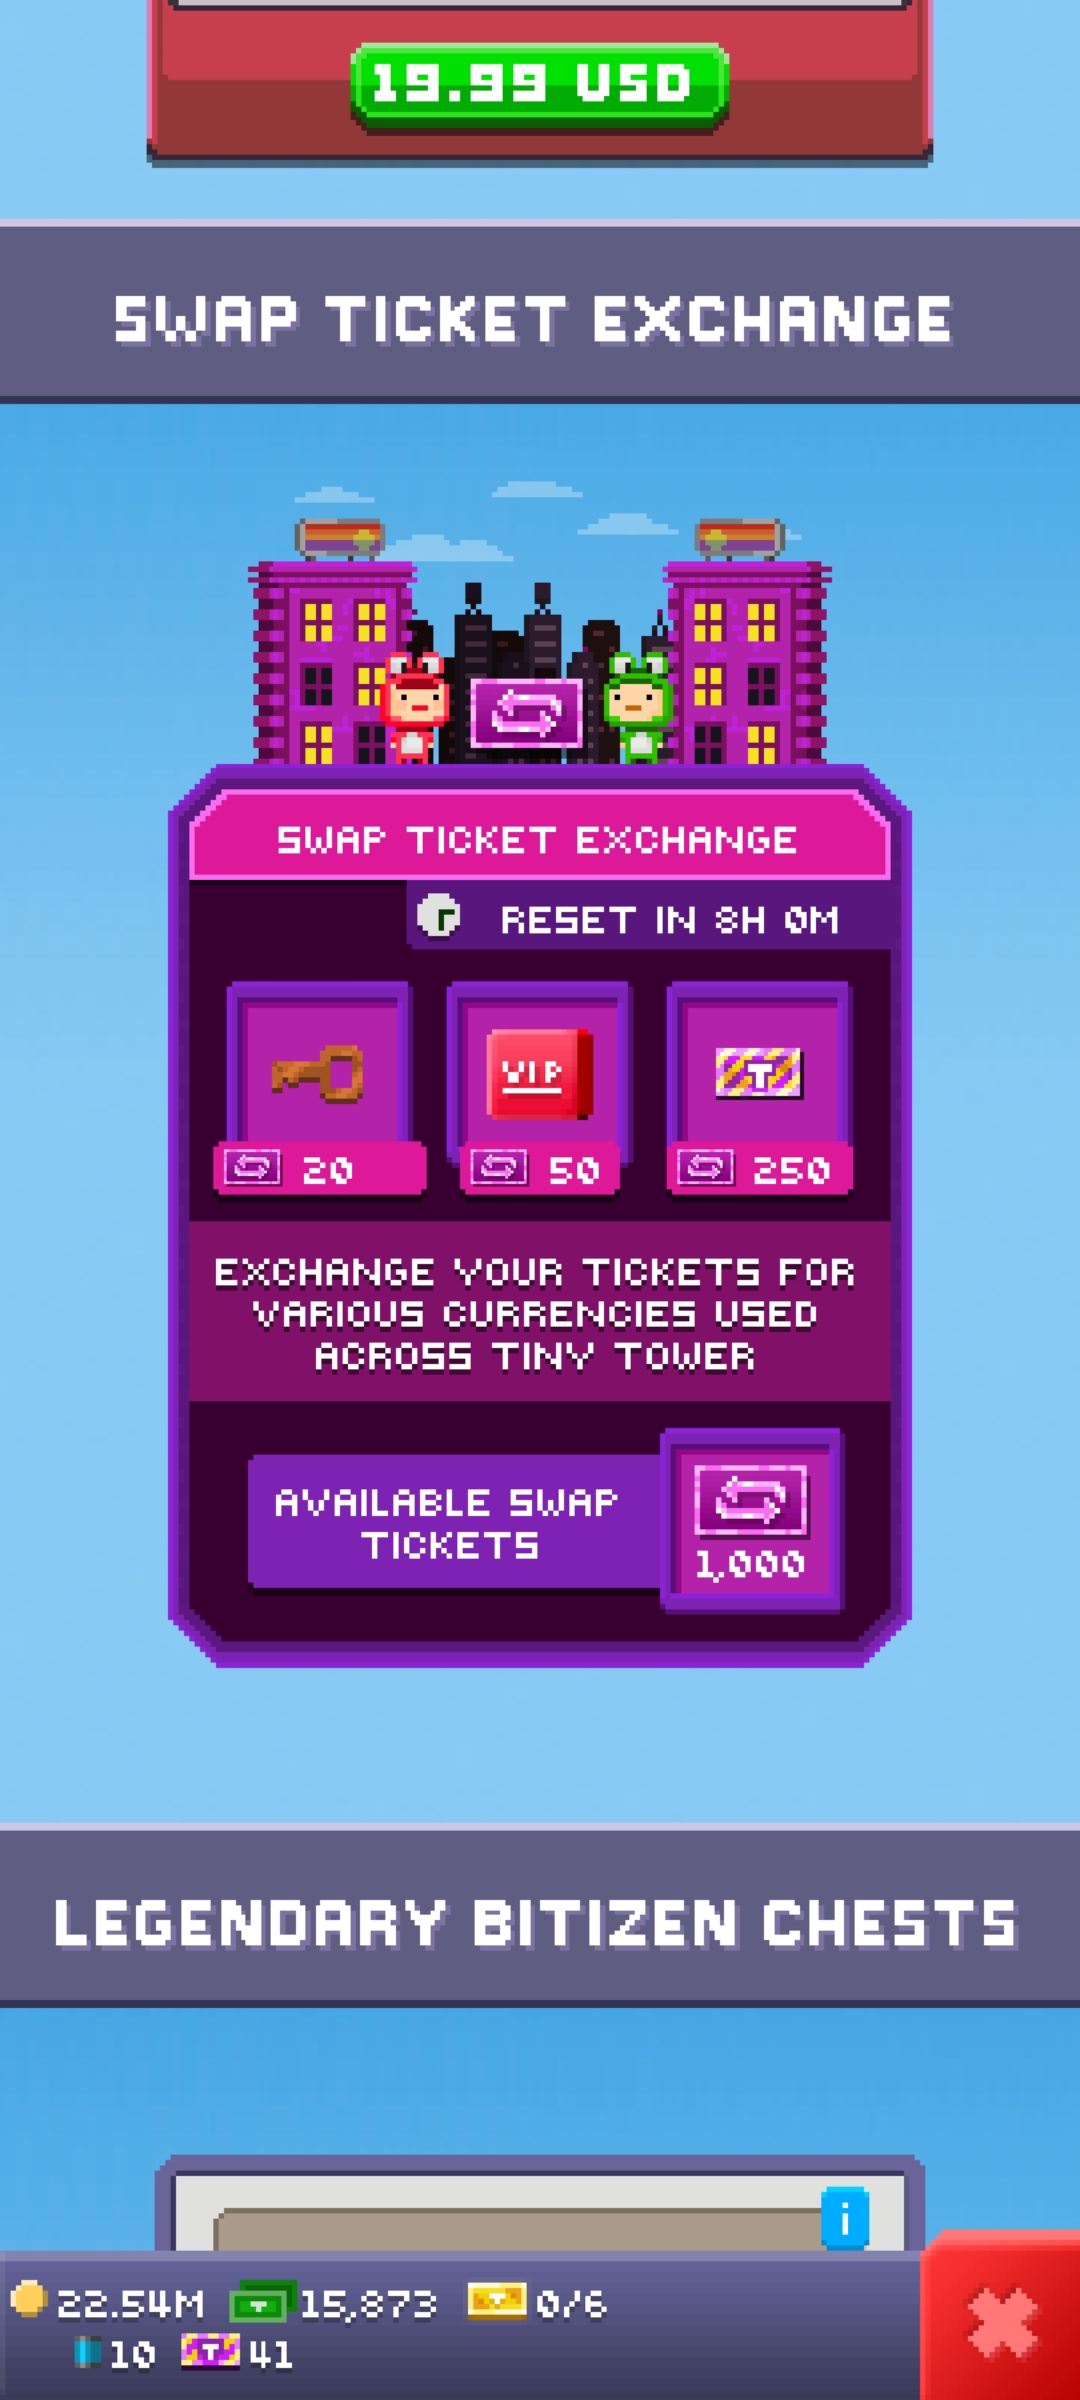 19.99 USD
SWAP TICKET EXCHANGE
SWAP TICKET EXCHANGE
RESET IN 8H 0M
VIP
T
20
50
250
EXCHANGE YOUR TICKETS FOR
VARIOUS CURRENCIES USED
ACROSS TINY TOWER
AVAILABLE SWAP
TICKETS
1,000
LEGENDARY BITIZEN CHESTS
i
22.54M
15,873
0/6
10
T
41